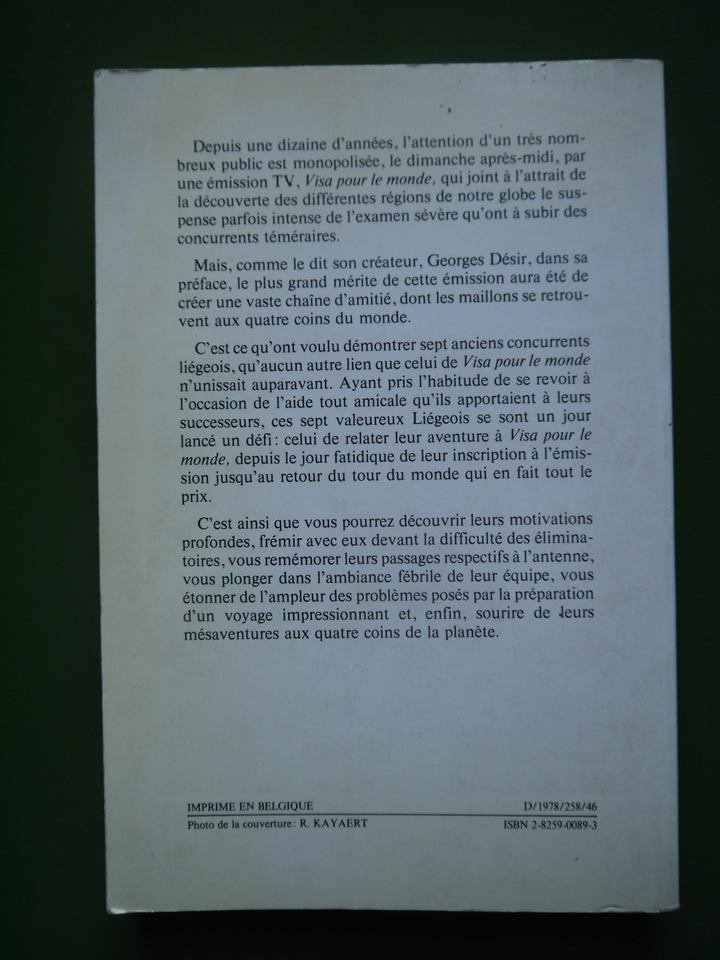 Depuis une dizaine d'années, l'attention d'un très nom-
breux public est monopolisée, le dimanche après-midi, par
une émission TV, Visa pour le monde, qui joint à l'attrait de
la découverte des différentes régions de notre globe le sus-
pense parfois intense de l'examen sévère qu'ont à subir des
concurrents téméraires.
Mais, comme le dit son créateur, Georges Désir, dans sa
préface, le plus grand mérite de cette émission aura été de
créer une vaste chaîne d'amitié, dont les maillons se retrou-
vent aux quatre coins du monde.
C'est ce qu'ont voulu démontrer sept anciens concurrents
liégeois, qu'aucun autre lien que celui de Visa pour le monde
n'unissait auparavant. Ayant pris l'habitude de se revoir à
l'occasion de l'aide tout amicale qu'ils apportaient à leurs
successeurs, ces sept valeureux Liégeois se sont un jour
lancé un défi : celui de relater leur aventure à Visa pour le
monde, depuis le jour fatidique de leur inscription à l'émis-
sion jusqu'au retour du tour du monde qui en fait tout le
prix.
C'est ainsi que vous pourrez découvrir leurs motivations
profondes, frémir avec eux devant la difficulté des élimina-
toires, vous remémorer leurs passages respectifs à l'antenne,
vous plonger dans l'ambiance fébrile de leur équipe, vous
étonner de l'ampleur des problèmes posés par la préparation
d'un voyage impressionnant et, enfin, sourire de leurs
mésaventures aux quatre coins de la planète.
IMPRIME EN BELGIQUE D/1978/258/46
Photo de la couverture : R. KAYAERT ISBN 2-8259-0089-3